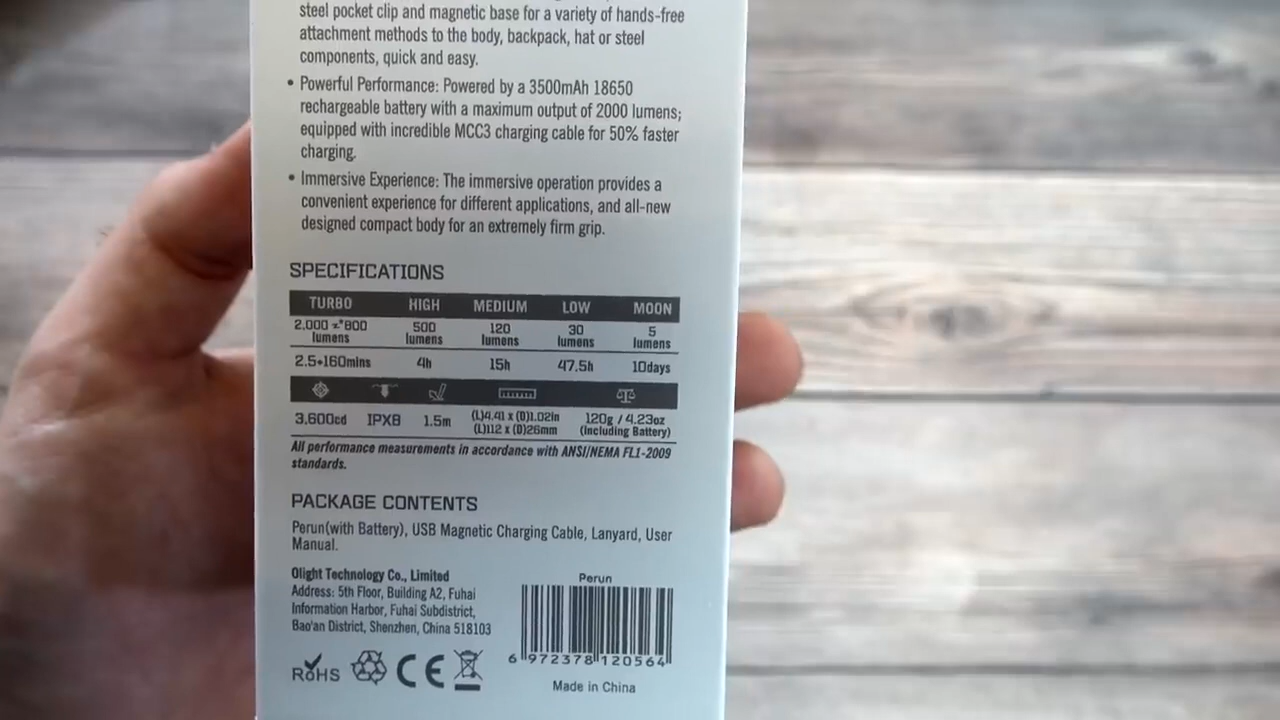 steel pocket clip and magnetic base for a variety of hands-free
attachment methods to the body, backpack, hat or steel
components, quick and easy.
• Powerful Performance: Powered by a 3500mAh 18650
rechargeable battery with a maximum output of 2000 lumens;
equipped with incredible MCC3 charging cable for 50% faster
charging.
• Immersive Experience: The immersive operation provides a
convenient experience for different applications, and all-new
designed compact body for an extremely firm grip.
SPECIFICATIONS
TURBO HIGH MEDIUM LOW MOON
2,000 800 500 120 30 5
lumens lumens lumens lumens lumens
2.5+160mins 4h 15h 47.5h 10days
3,600cd IPX8 1.5m (L)4.41 x (D)1.02in 120g / 4.23oz
(L)112 x (D)26mm (Including Battery)
All performance measurements in accordance with ANSI/NEMA FL1-2009
standards.
PACKAGE CONTENTS
Perun(with Battery), USB Magnetic Charging Cable, Lanyard, User
Manual.
Olight Technology Co., Limited
Address: 5th Floor, Building A2, Fuhai
Information Harbor, Fuhai Subdistrict,
Bao'an District, Shenzhen, China 518103
Perun
6 972378 120564
RoHS CE
Made in China